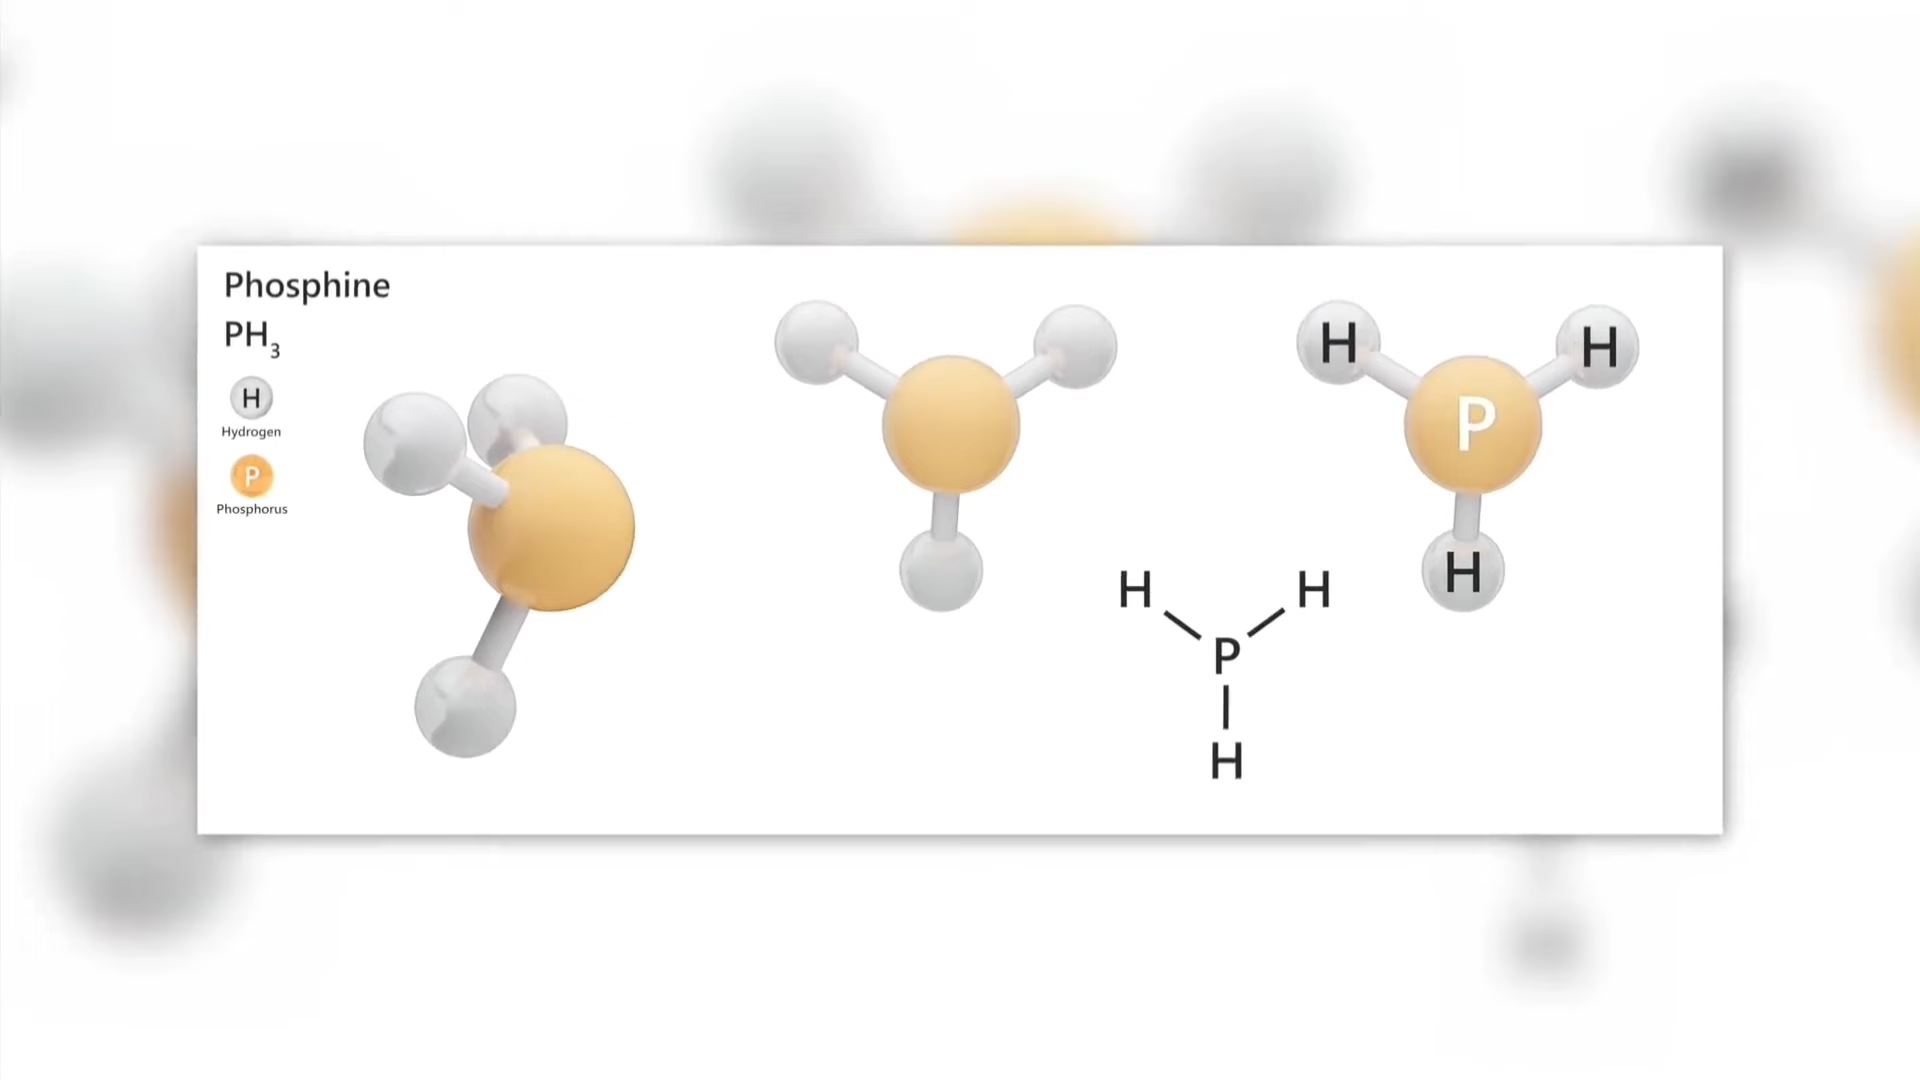 Phosphine
PH₃
H
Hydrogen
P
Phosphorus
H H
P
H
H H
P
H